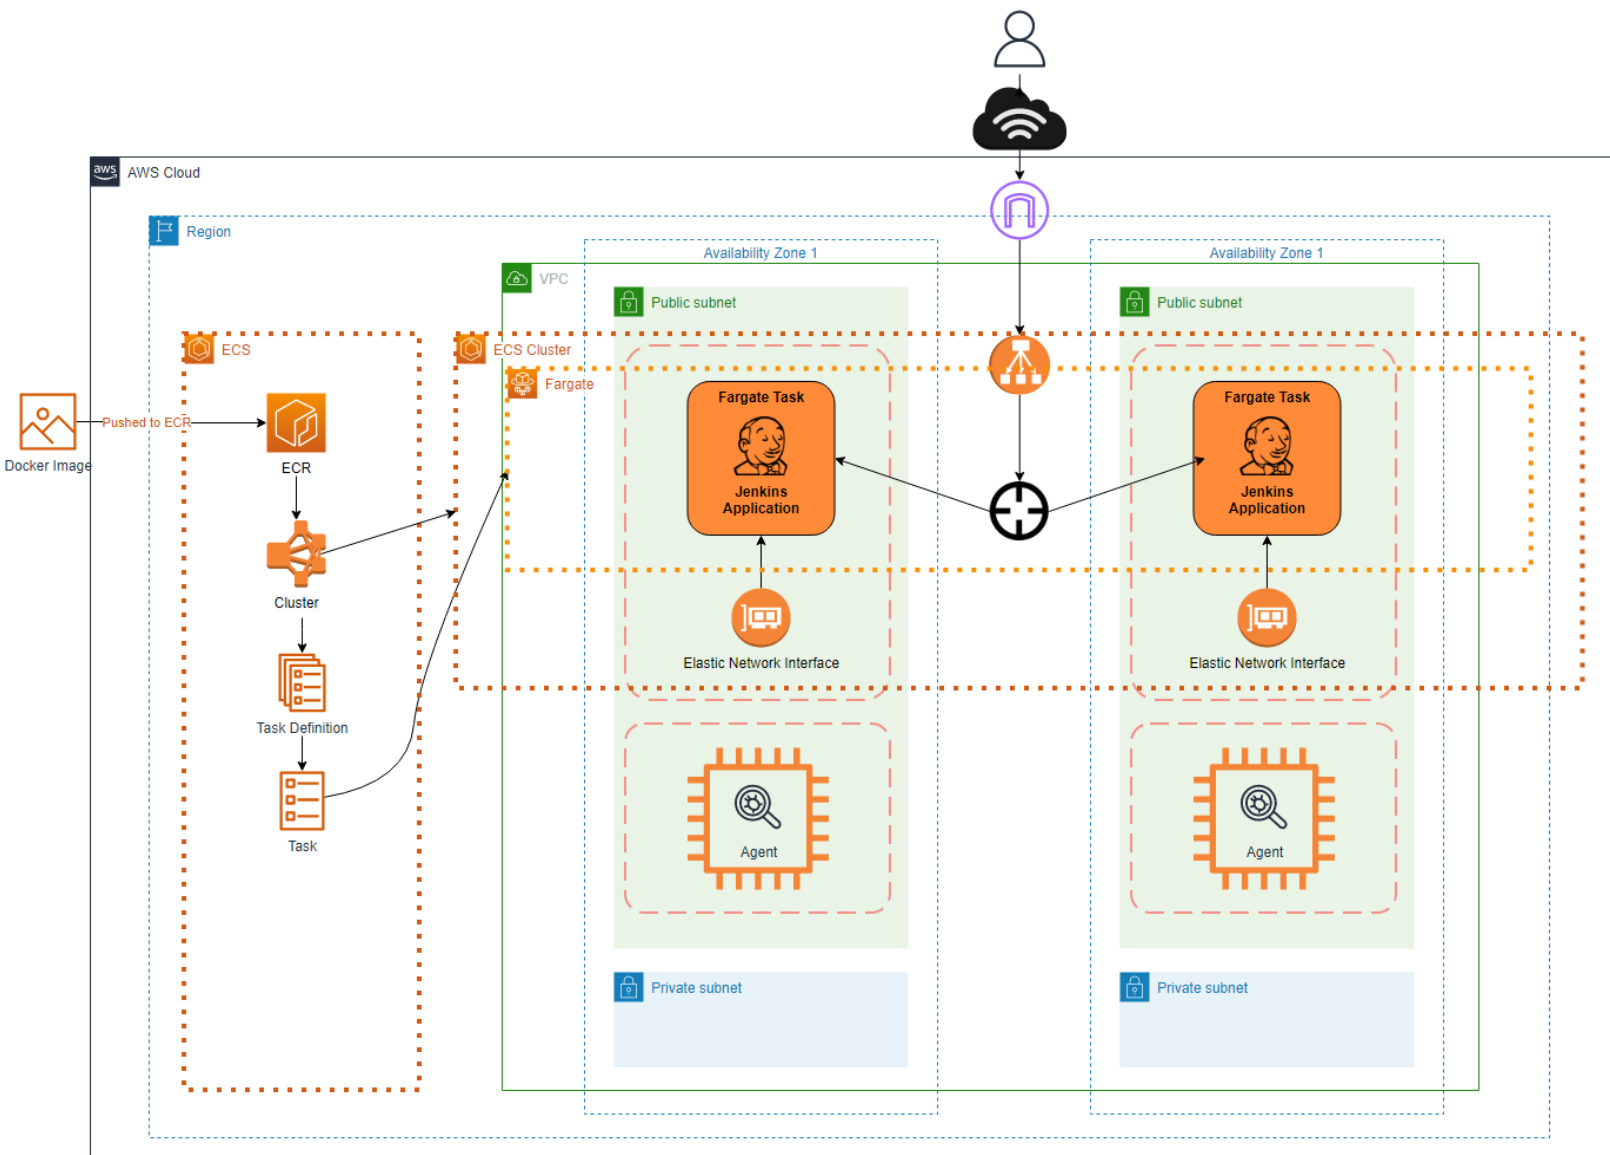 aws
AWS Cloud
Region
Availability Zone 1
Availability Zone 1
VPC
Public subnet
Public subnet
ECS
ECS Cluster
Fargate
Fargate Task
Jenkins
Application
Fargate Task
Jenkins
Application
Pushed to ECR
Docker Image
ECR
Cluster
Task Definition
Task
Elastic Network Interface
Elastic Network Interface
Agent
Agent
Private subnet
Private subnet